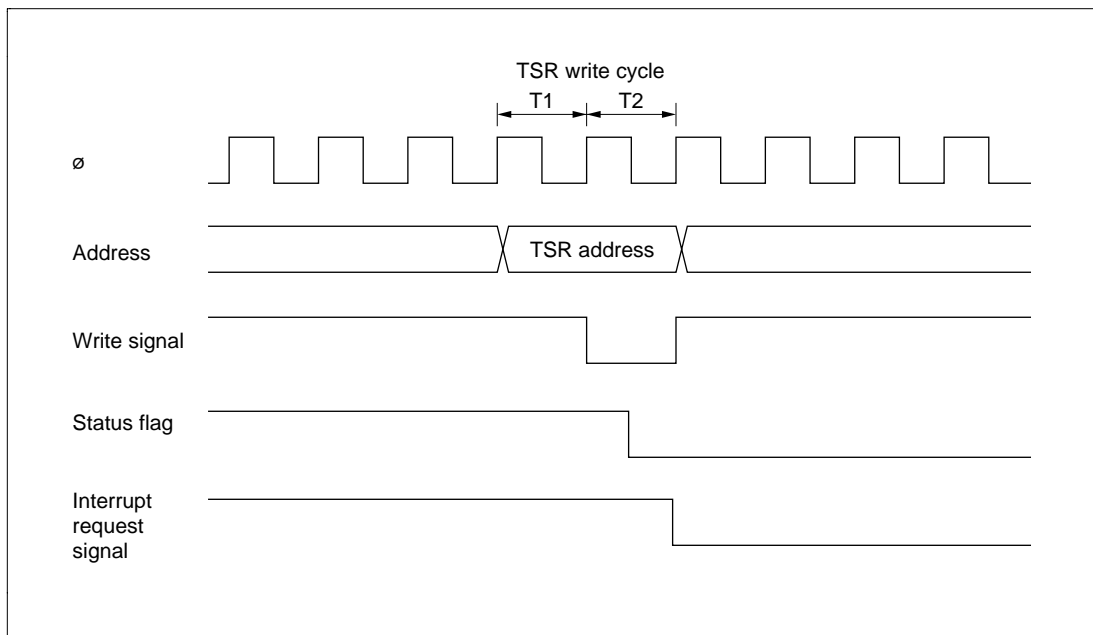 TSR write cycle
T1
T2
ø
Address
TSR address
Write signal
Status flag
Interrupt
request
signal